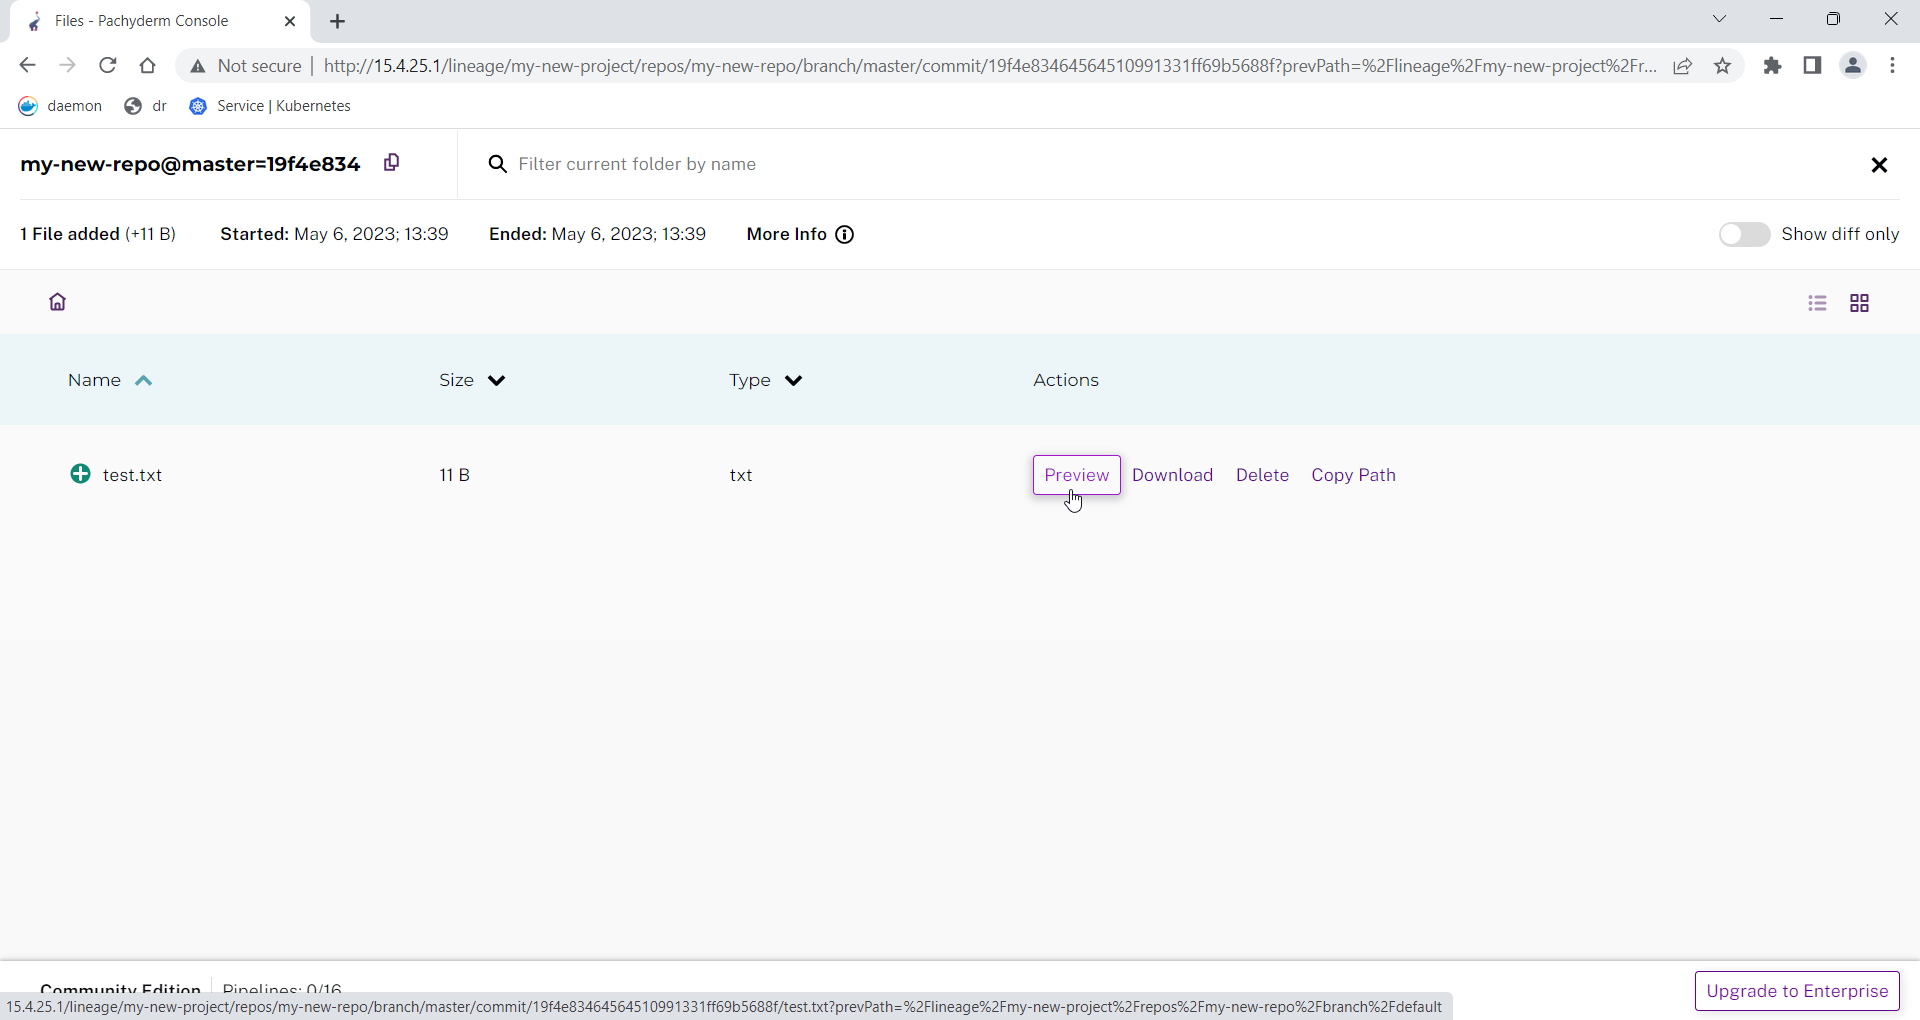 Files - Pachyderm Console
Not secure | http://15.4.25.1/lineage/my-new-project/repos/my-new-repo/branch/master/commit/19f4e83464564510991331ff69b5688f?prevPath=%2Flineage%2Fmy-new-project%2Fr...
daemon dr Service | Kubernetes
my-new-repo@master=19f4e834 Filter current folder by name
1 File added (+11 B) Started: May 6, 2023; 13:39 Ended: May 6, 2023; 13:39 More Info Show diff only
Name Size Type Actions
test.txt 11 B txt Preview Download Delete Copy Path
Community Edition Pipelines: 0/16 Upgrade to Enterprise
15.4.25.1/lineage/my-new-project/repos/my-new-repo/branch/master/commit/19f4e83464564510991331ff69b5688f/test.txt?prevPath=%2Flineage%2Fmy-new-project%2Frepos%2Fmy-new-repo%2Fbranch%2Fdefault